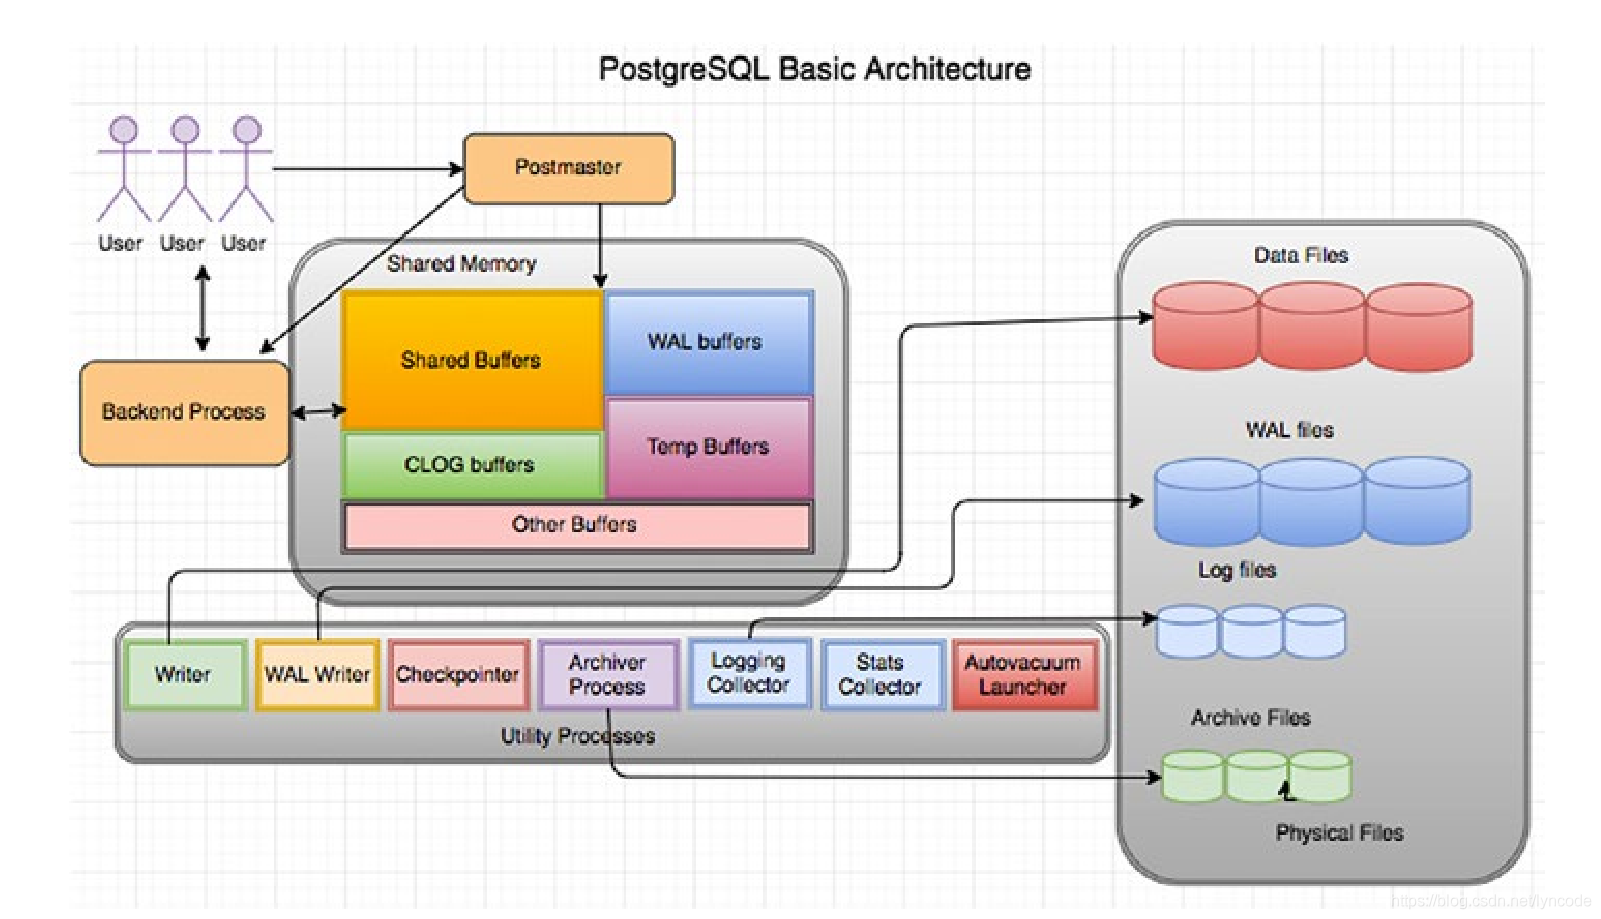 PostgreSQL Basic Architecture
Postmaster
User User User
Shared Memory
Data Files
Shared Buffers
WAL buffers
Backend Process
WAL files
CLOG buffers
Temp Buffers
Other Buffers
Log files
Writer
WAL Writer
Checkpointer
Archiver
Process
Logging
Collector
Stats
Collector
Autovacuum
Launcher
Utility Processes
Archive Files
Physical Files
https://blog.csdn.net/lyncode